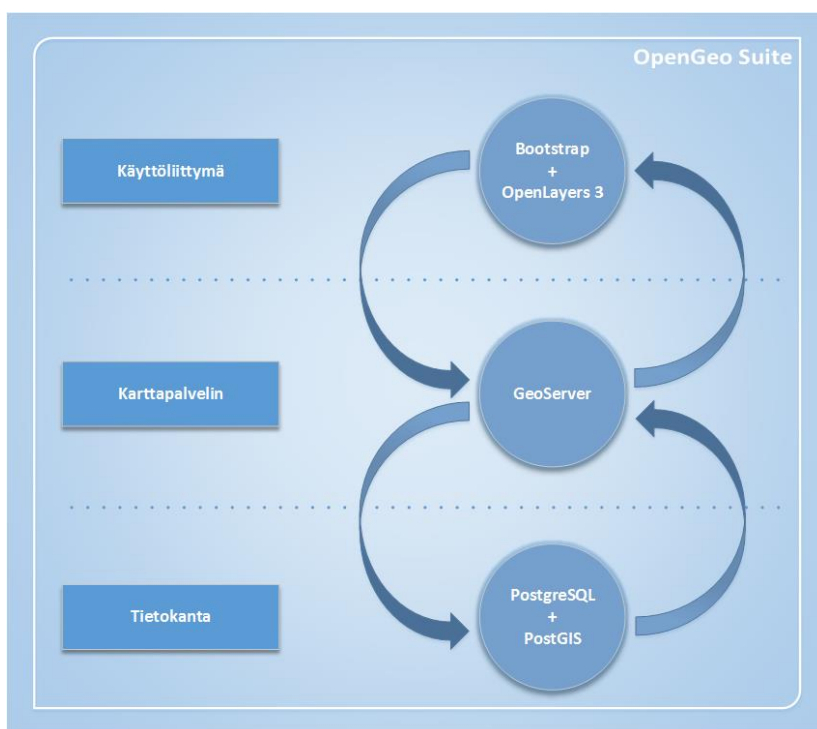 OpenGeo Suite
Käyttöliittymä
Bootstrap
+
OpenLayers 3
Karttapalvelin
GeoServer
Tietokanta
PostgreSQL
+
PostGIS